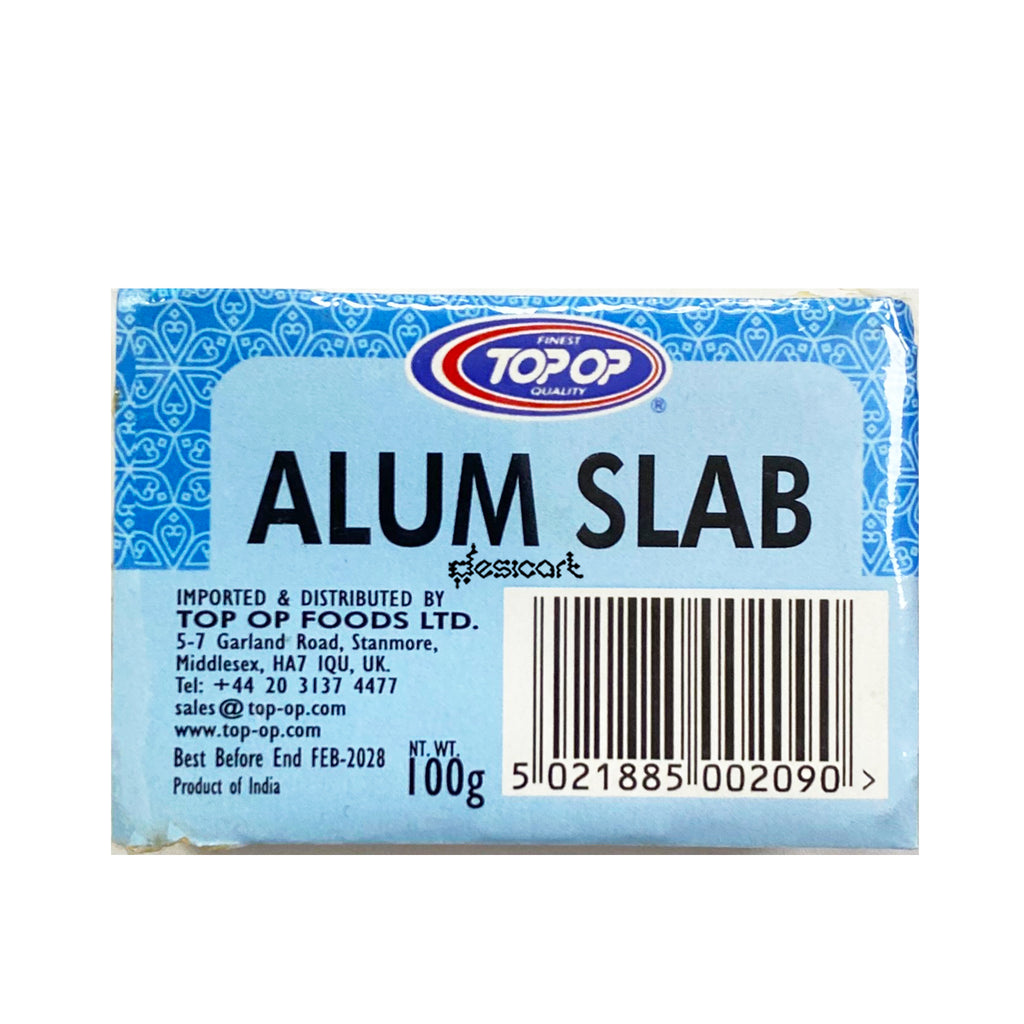 FINEST
TOP OP
QUALITY
®
ALUM SLAB
desicart
IMPORTED & DISTRIBUTED BY
TOP OP FOODS LTD.
5-7 Garland Road, Stanmore,
Middlesex, HA7 1QU, UK.
Tel: +44 20 3137 4477
sales@top-op.com
www.top-op.com
Best Before End FEB-2028
Product of India
NT. WT.
100g
5 021885 002090 >